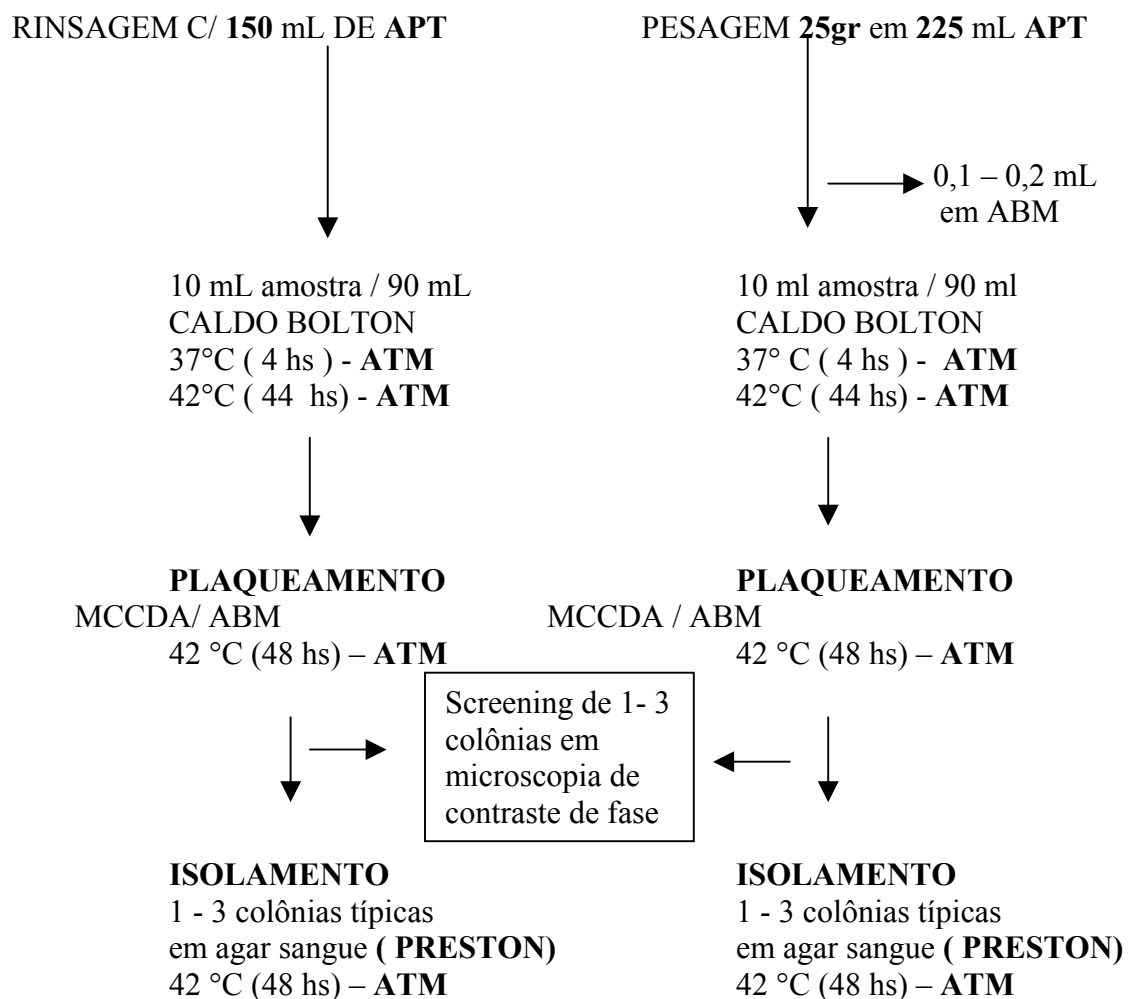 RINSAGEM C/ 150 mL DE APT
PESAGEM 25gr em 225 mL APT
0,1 – 0,2 mL
em ABM
10 mL amostra / 90 mL
CALDO BOLTON
37°C ( 4 hs ) - ATM
42°C ( 44 hs) - ATM
10 ml amostra / 90 ml
CALDO BOLTON
37° C ( 4 hs ) - ATM
42°C ( 44 hs) - ATM
PLAQUEAMENTO
MCCDA/ ABM
42 °C (48 hs) – ATM
PLAQUEAMENTO
MCCDA / ABM
42 °C (48 hs) – ATM
Screening de 1- 3
colônias em
microscopia de
contraste de fase
ISOLAMENTO
1 - 3 colônias típicas
em agar sangue ( PRESTON)
42 °C (48 hs) – ATM
ISOLAMENTO
1 - 3 colônias típicas
em agar sangue ( PRESTON)
42 °C (48 hs) – ATM